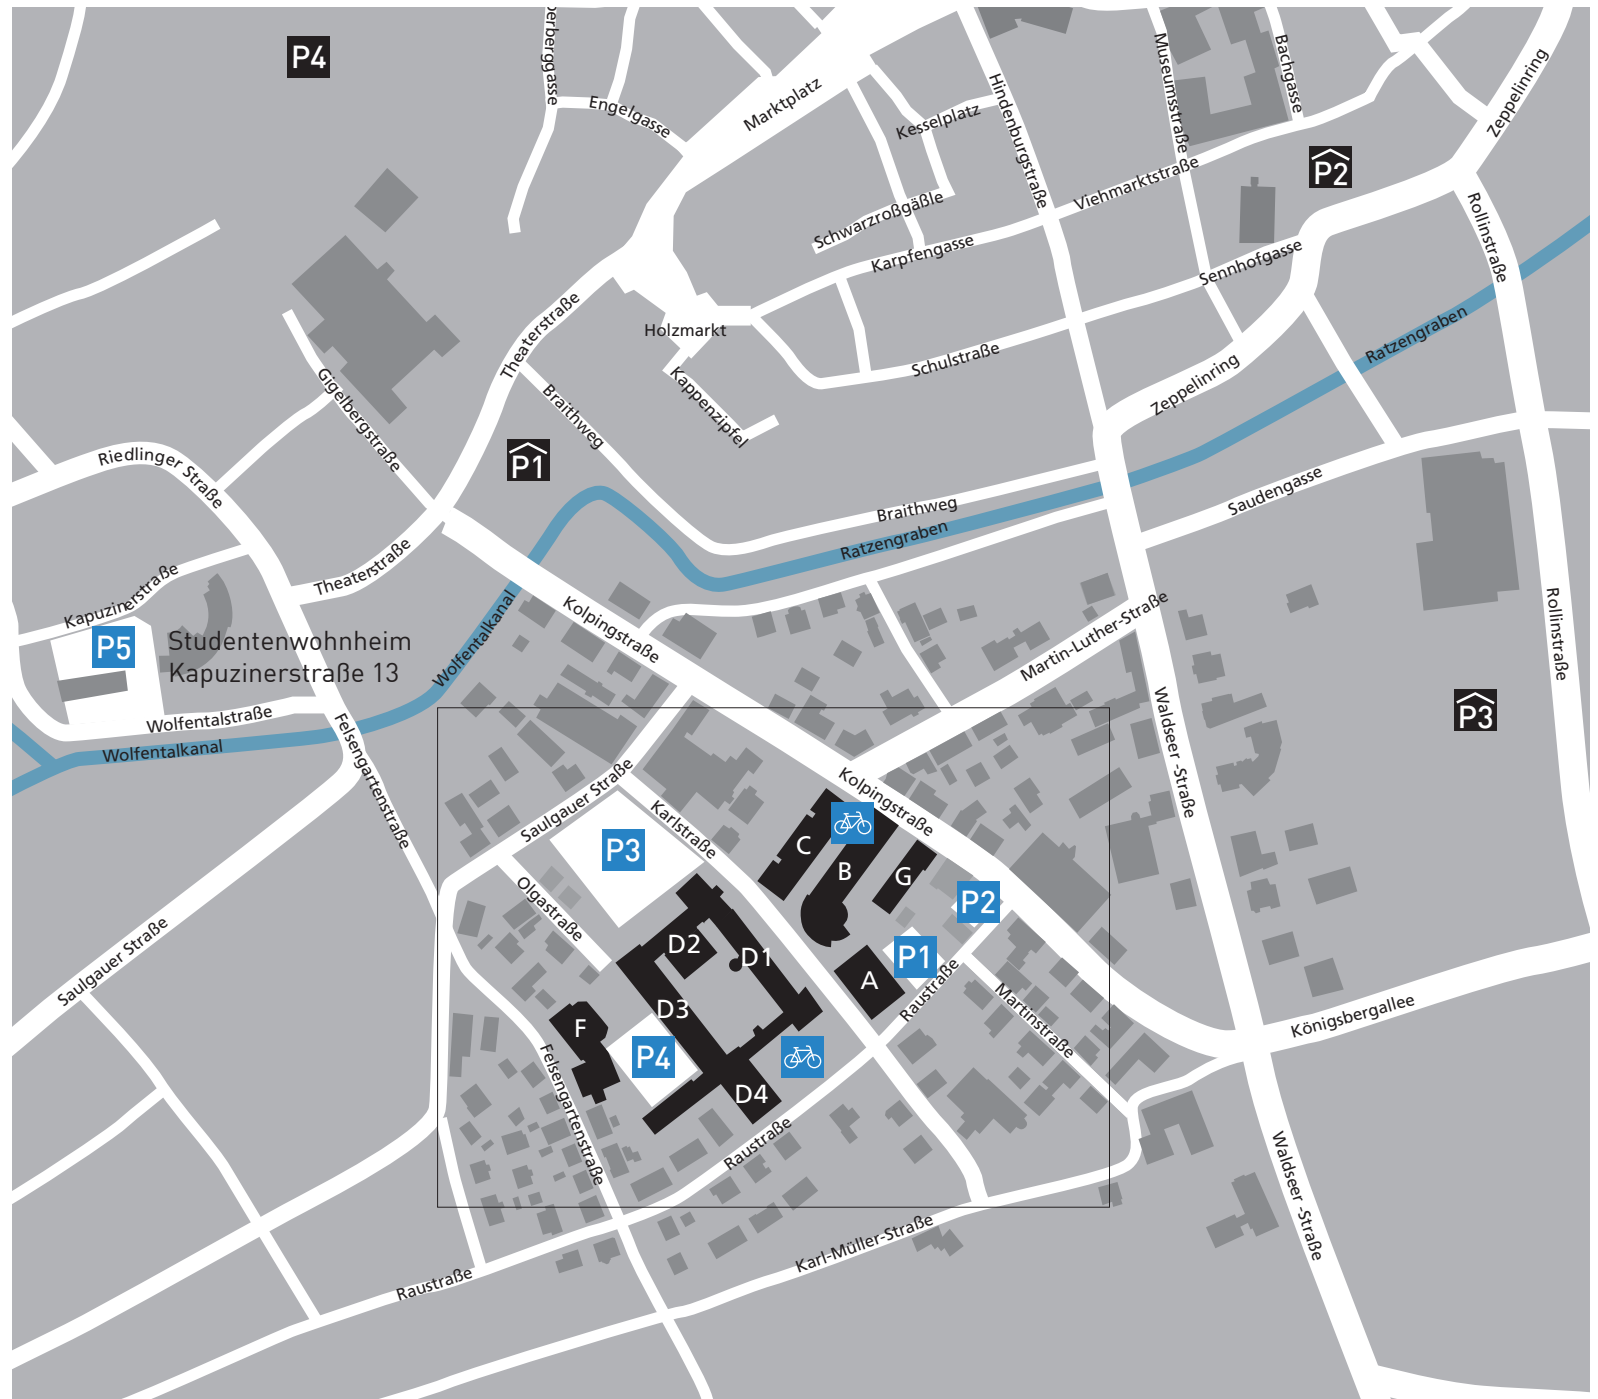 P4
Engelgasse
Marktplatz
Kesselplatz
Hindenburgstraße
Museumsstraße
Bachgasse
Zeppelinring
P2
Viehmarktstraße
Schwarzroßgäßle
Karpfengasse
Sennhofgasse
Rollinstraße
Theaterstraße
Holzmarkt
Schulstraße
Ratzengraben
Gigelbergstraße
Kappenzipfel
Zeppelinring
Braithweg
Riedlinger Straße
P1
Saudengasse
Braithweg
Ratzengraben
Theaterstraße
Kapuzinerstraße
P5
Studentenwohnheim
Kapuzinerstraße 13
Wolfentalkanal
Kolpingstraße
Martin-Luther-Straße
Rollinstraße
Wolfentalstraße
Wolfentalkanal
Felsengartenstraße
Waldseer -Straße
P3
Saulgauer Straße
Karlstraße
Kolpingstraße
P3
C
B
G
P2
Olgastraße
D2
D1
P1
A
Raustraße
Saulgauer Straße
D3
F
P4
Martinstraße
Königsbergallee
D4
Felsengartenstraße
Raustraße
Waldseer -Straße
Karl-Müller-Straße
Raustraße